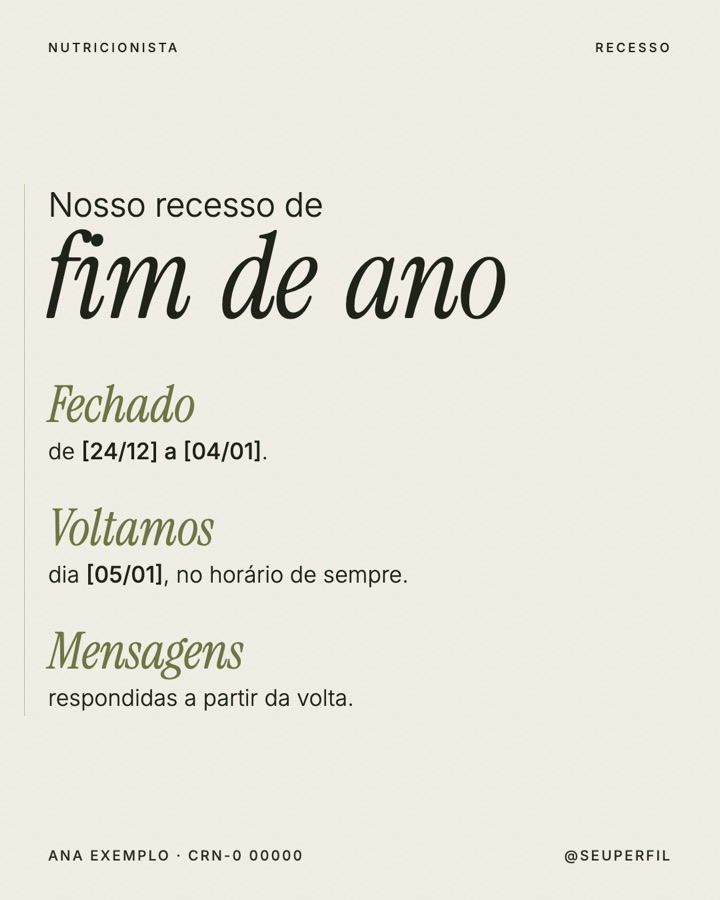 NUTRICIONISTA
RECESSO
Nosso recesso de
fim de ano
Fechado
de [24/12] a [04/01].
Voltamos
dia [05/01], no horário de sempre.
Mensagens
respondidas a partir da volta.
ANA EXEMPLO · CRN-0 00000
@SEUPERFIL